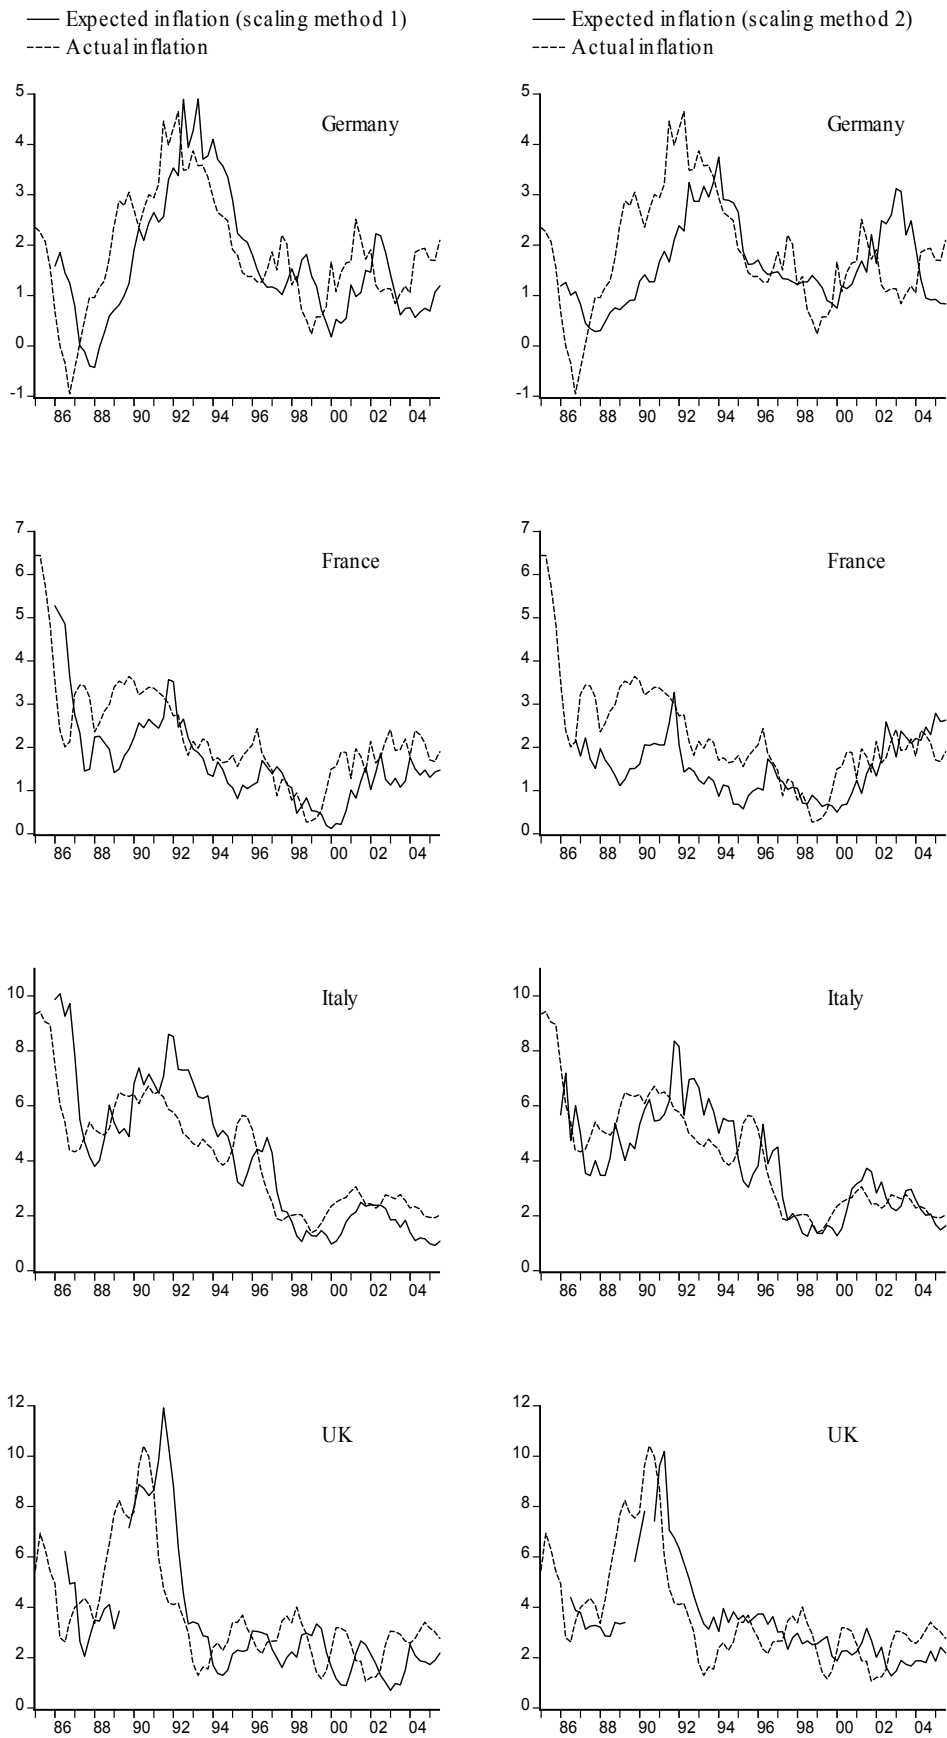 Expected inflation (scaling method 1)
Actual inflation
Expected inflation (scaling method 2)
Actual inflation
Germany
5
4
3
2
1
0
-1
86 88 90 92 94 96 98 00 02 04
Germany
5
4
3
2
1
0
-1
86 88 90 92 94 96 98 00 02 04
France
7
6
5
4
3
2
1
0
86 88 90 92 94 96 98 00 02 04
France
7
6
5
4
3
2
1
0
86 88 90 92 94 96 98 00 02 04
Italy
10
8
6
4
2
0
86 88 90 92 94 96 98 00 02 04
Italy
10
8
6
4
2
0
86 88 90 92 94 96 98 00 02 04
UK
12
10
8
6
4
2
0
86 88 90 92 94 96 98 00 02 04
UK
12
10
8
6
4
2
0
86 88 90 92 94 96 98 00 02 04